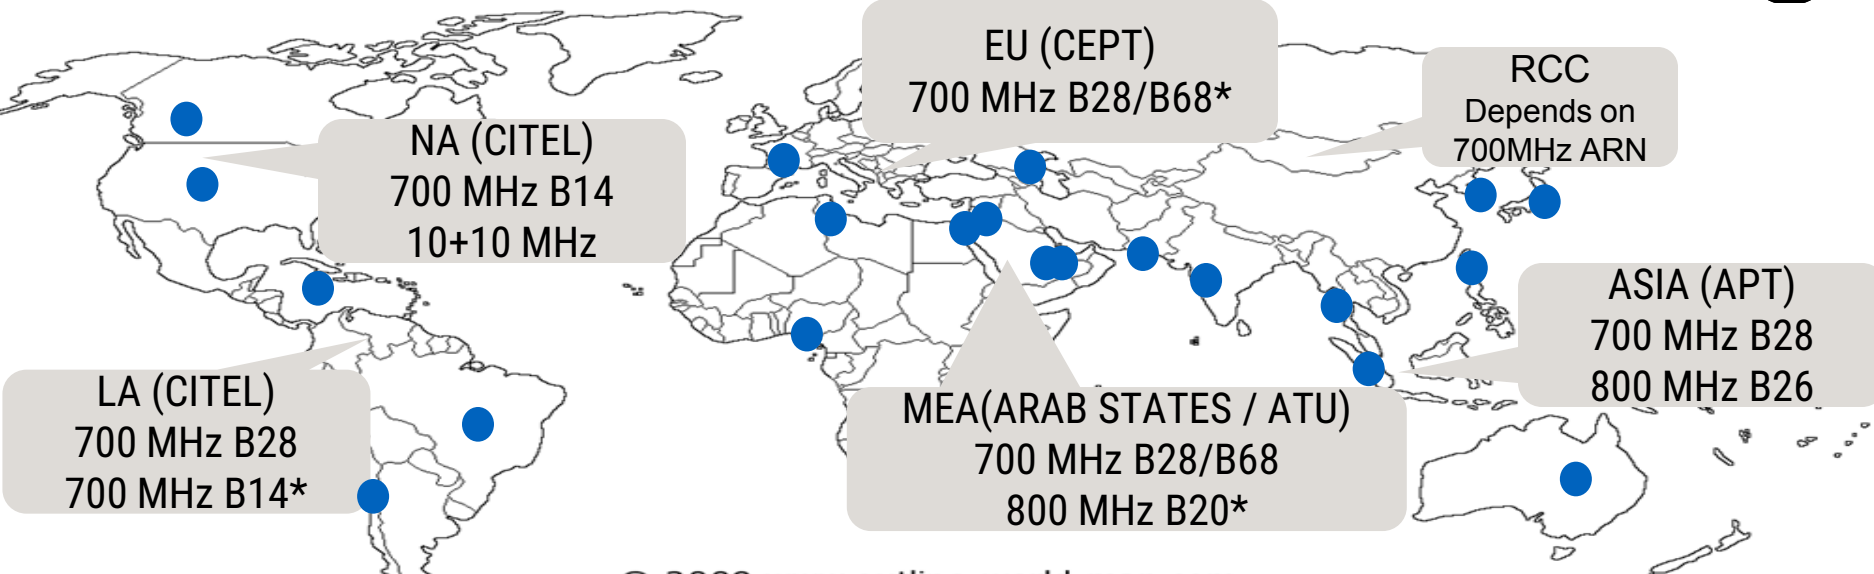 EU (CEPT)
700 MHz B28/B68*
RCC
Depends on
700MHz ARN
NA (CITEL)
700 MHz B14
10+10 MHz
ASIA (APT)
700 MHz B28
800 MHz B26
LA (CITEL)
700 MHz B28
700 MHz B14*
MEA(ARAB STATES / ATU)
700 MHz B28/B68
800 MHz B20*